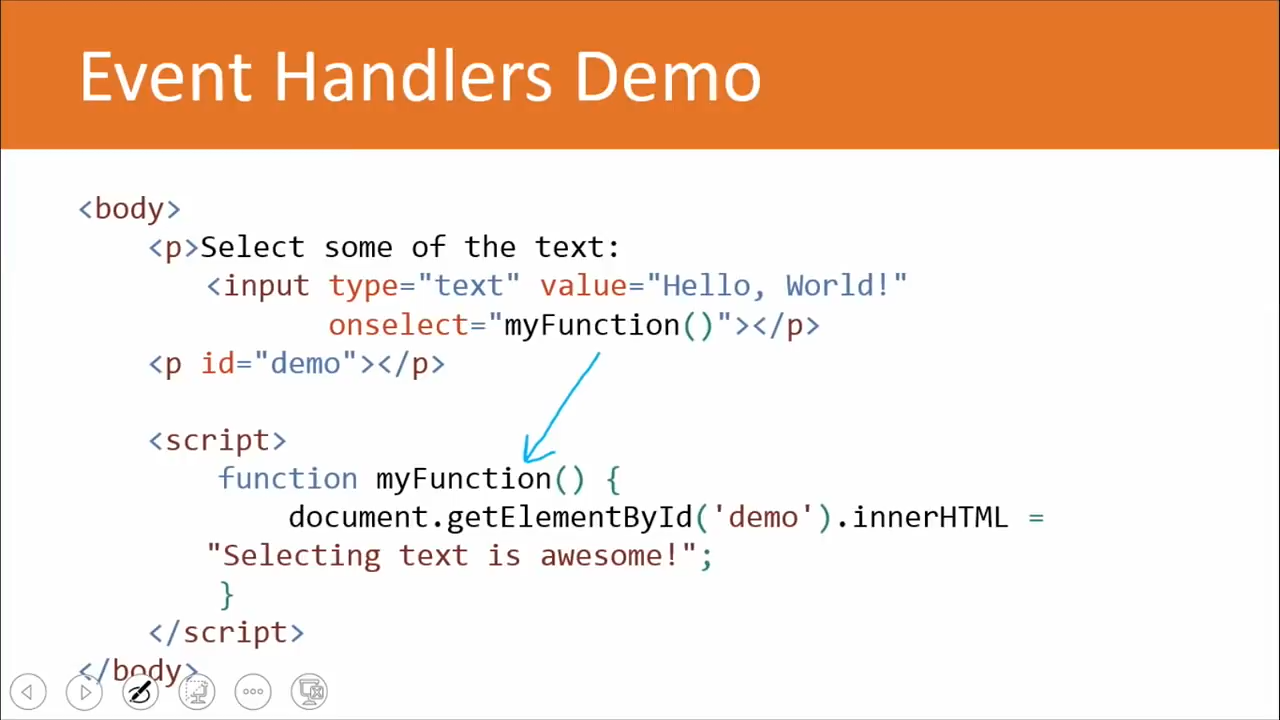 Event Handlers Demo
<body>
<p>Select some of the text:
<input type="text" value="Hello, World!"
onselect="myFunction()"></p>
<p id="demo"></p>
<script>
function myFunction() {
document.getElementById('demo').innerHTML =
"Selecting text is awesome!";
}
</script>
</body>